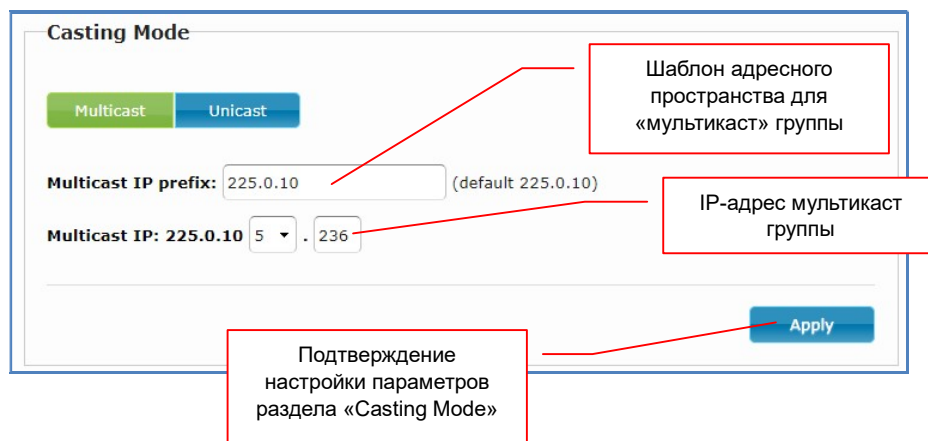 Casting Mode
Шаблон адресного
пространства для
«мультикаст» группы
Multicast Unicast
Multicast IP prefix: 225.0.10 (default 225.0.10)
IP-адрес мультикаст
группы
Multicast IP: 225.0.10 5 . 236
Apply
Подтверждение
настройки параметров
раздела «Casting Mode»